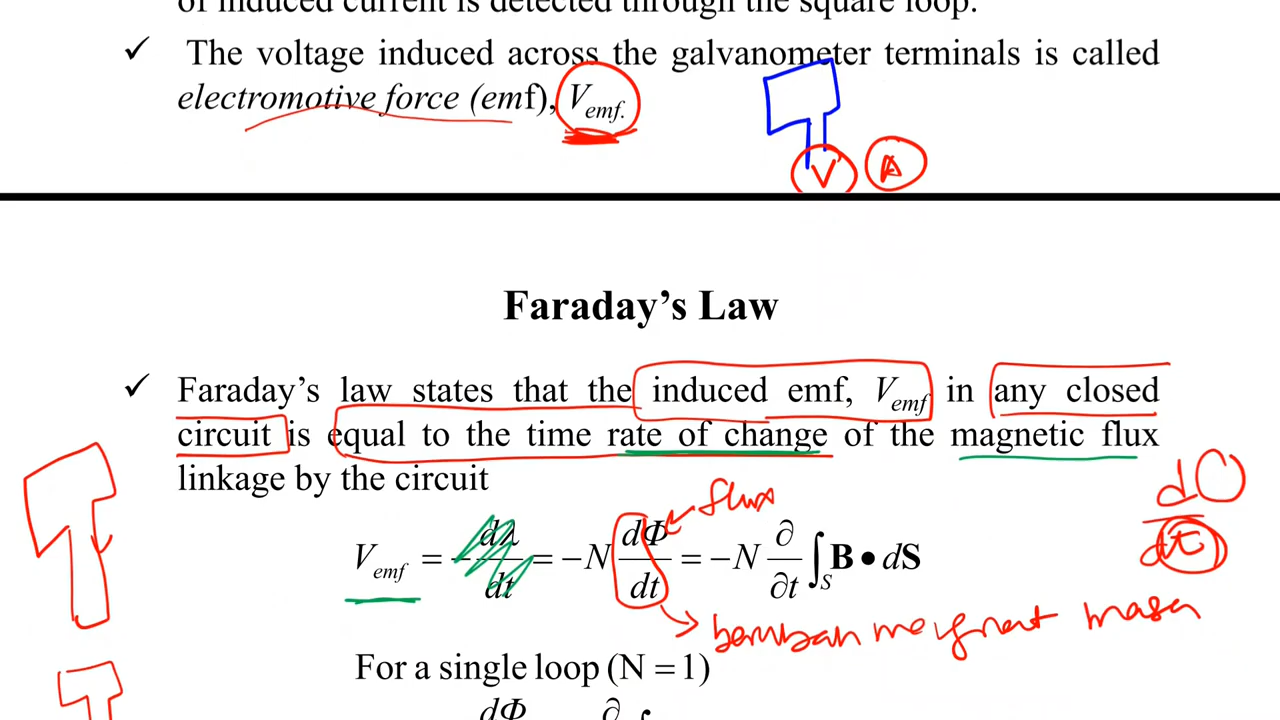 of induced current is detected through the square loop.
✓ The voltage induced across the galvanometer terminals is called
electromotive force (emf), Vemf.
V A
Faraday's Law
✓ Faraday's law states that the induced emf, Vemf in any closed
circuit is equal to the time rate of change of the magnetic flux
linkage by the circuit
flux
d()/dt
Vemf = −dλ/dt = −N dΦ/dt = −N ∂/∂t ∫S B • dS
berubah mengikut masa
For a single loop (N = 1)
dΦ ∂ ∫